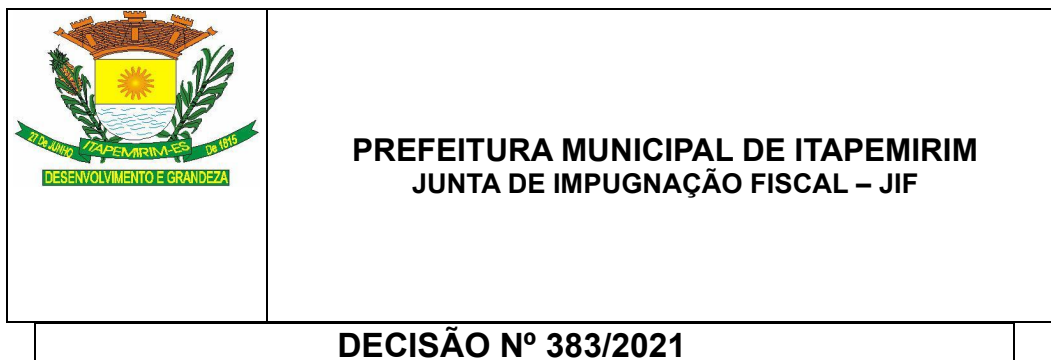 27 De JUNHO ITAPEMIRIM-ES De 1815
DESENVOLVIMENTO E GRANDEZA
PREFEITURA MUNICIPAL DE ITAPEMIRIM
JUNTA DE IMPUGNAÇÃO FISCAL – JIF
DECISÃO Nº 383/2021